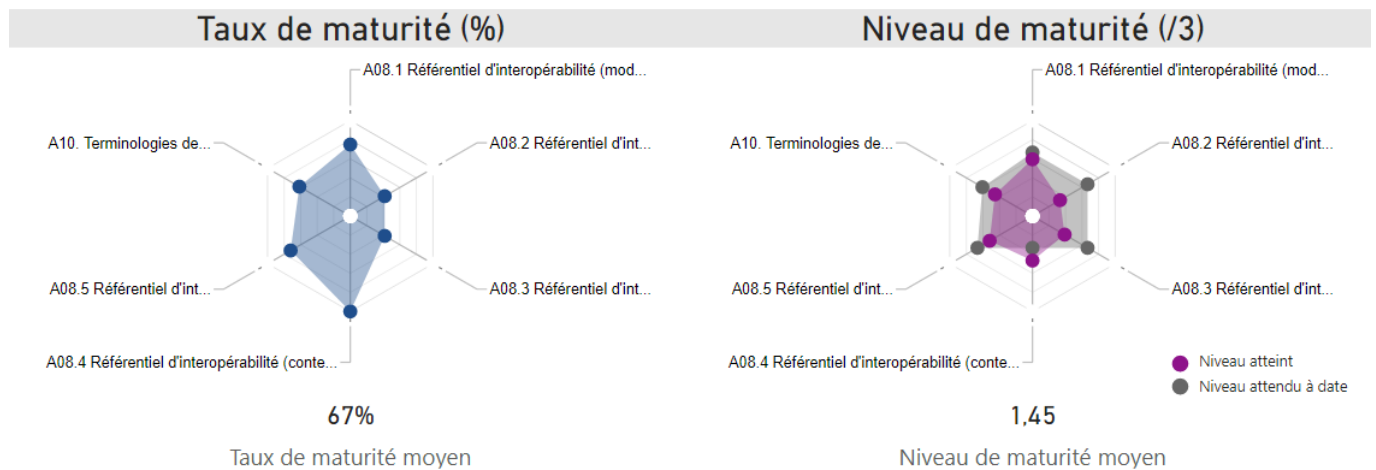 Taux de maturité (%)
A08.1 Référentiel d'interopérabilité (mod...
A10. Terminologies de...
A08.2 Référentiel d'int...
A08.5 Référentiel d'int...
A08.3 Référentiel d'int...
A08.4 Référentiel d'interopérabilité (conte...
67%
Taux de maturité moyen
Niveau de maturité (/3)
A08.1 Référentiel d'interopérabilité (mod...
A10. Terminologies de...
A08.2 Référentiel d'int...
A08.5 Référentiel d'int...
A08.3 Référentiel d'int...
A08.4 Référentiel d'interopérabilité (conte...
Niveau atteint
Niveau attendu à date
1,45
Niveau de maturité moyen